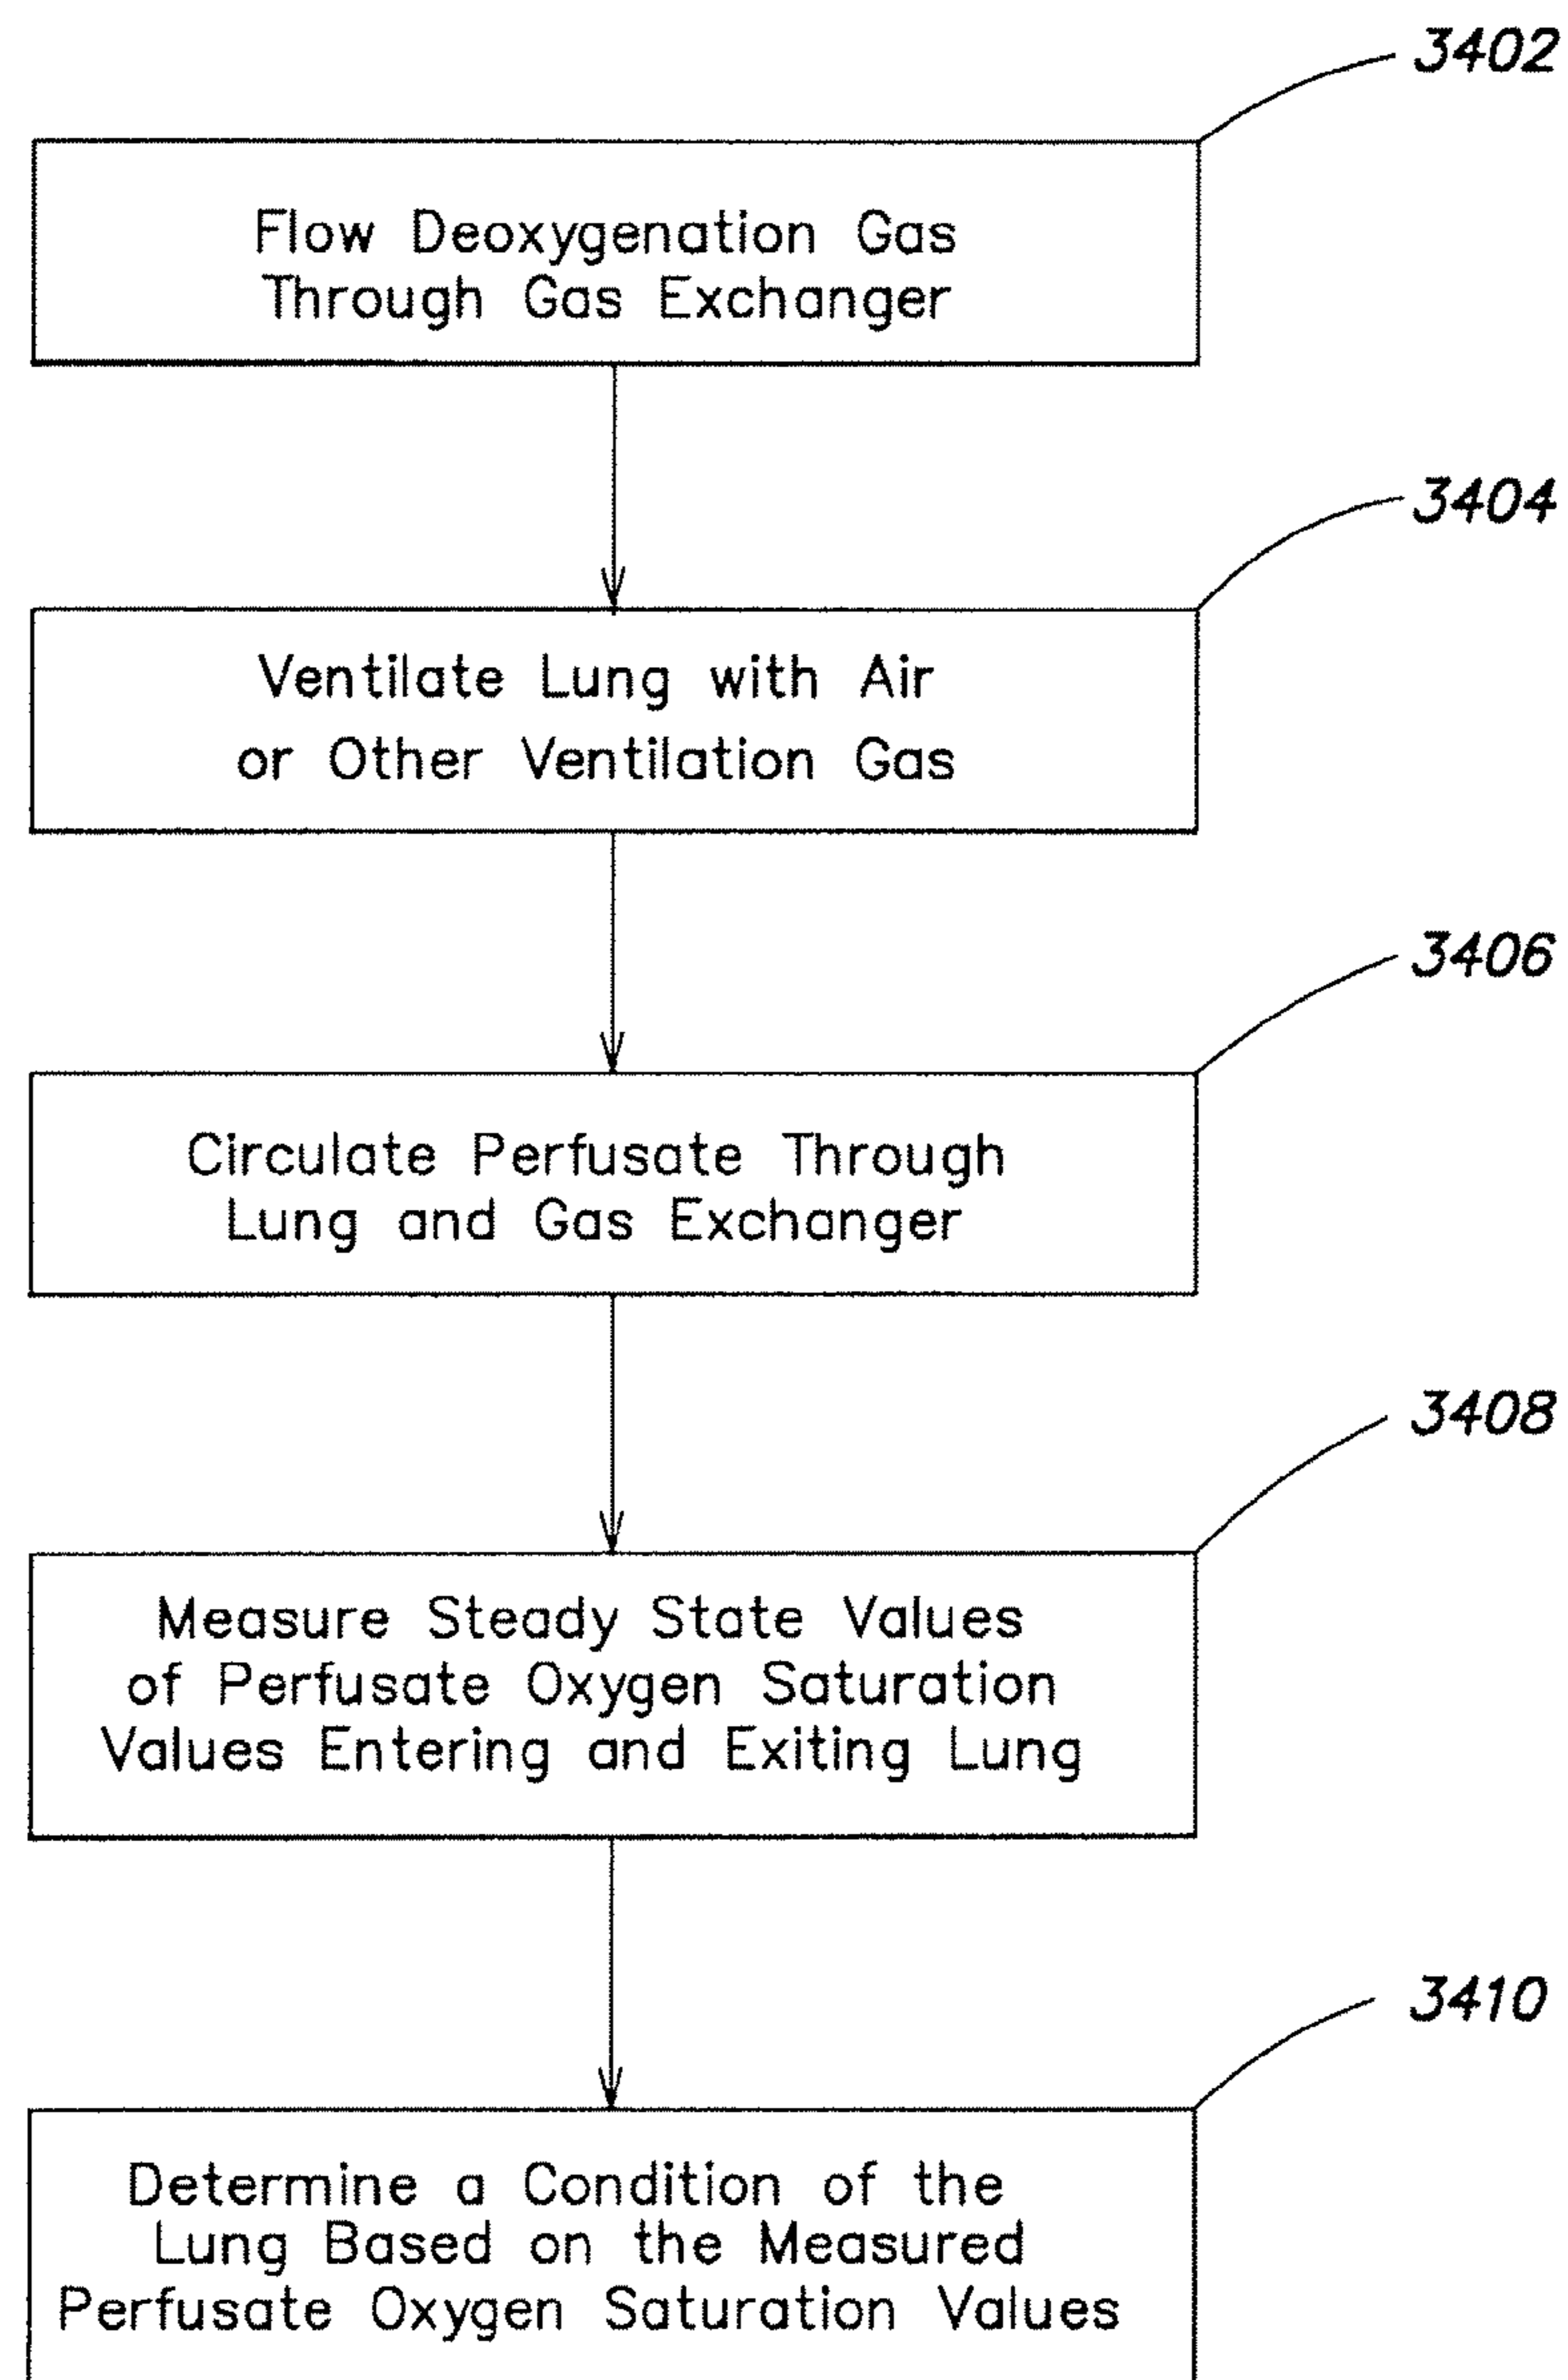 3402
Flow Deoxygenation Gas
Through Gas Exchanger
3404
Ventilate Lung with Air
or Other Ventilation Gas
3406
Circulate Perfusate Through
Lung and Gas Exchanger
3408
Measure Steady State Values
of Perfusate Oxygen Saturation
Values Entering and Exiting Lung
3410
Determine a Condition of the
Lung Based on the Measured
Perfusate Oxygen Saturation Values